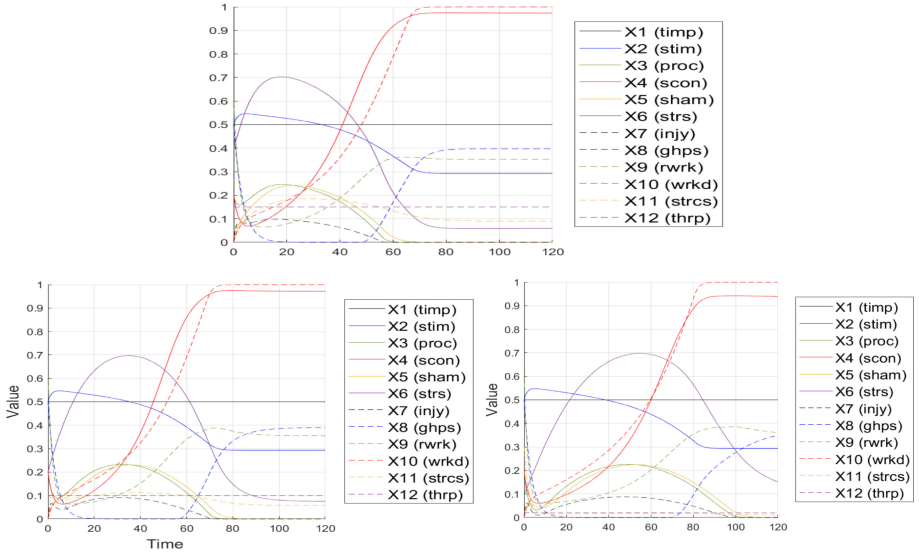 1
0.9
0.8
0.7
0.6
0.5
0.4
0.3
0.2
0.1
0
0 20 40 60 80 100 120
X1 (timp)
X2 (stim)
X3 (proc)
X4 (scon)
X5 (sham)
X6 (strs)
X7 (injy)
X8 (ghps)
X9 (rwrk)
X10 (wrkd)
X11 (strcs)
X12 (thrp)
Value
1
0.9
0.8
0.7
0.6
0.5
0.4
0.3
0.2
0.1
0
0 20 40 60 80 100 120
Time
X1 (timp)
X2 (stim)
X3 (proc)
X4 (scon)
X5 (sham)
X6 (strs)
X7 (injy)
X8 (ghps)
X9 (rwrk)
X10 (wrkd)
X11 (strcs)
X12 (thrp)
Value
1
0.9
0.8
0.7
0.6
0.5
0.4
0.3
0.2
0.1
0
0 20 40 60 80 100 120
X1 (timp)
X2 (stim)
X3 (proc)
X4 (scon)
X5 (sham)
X6 (strs)
X7 (injy)
X8 (ghps)
X9 (rwrk)
X10 (wrkd)
X11 (strcs)
X12 (thrp)